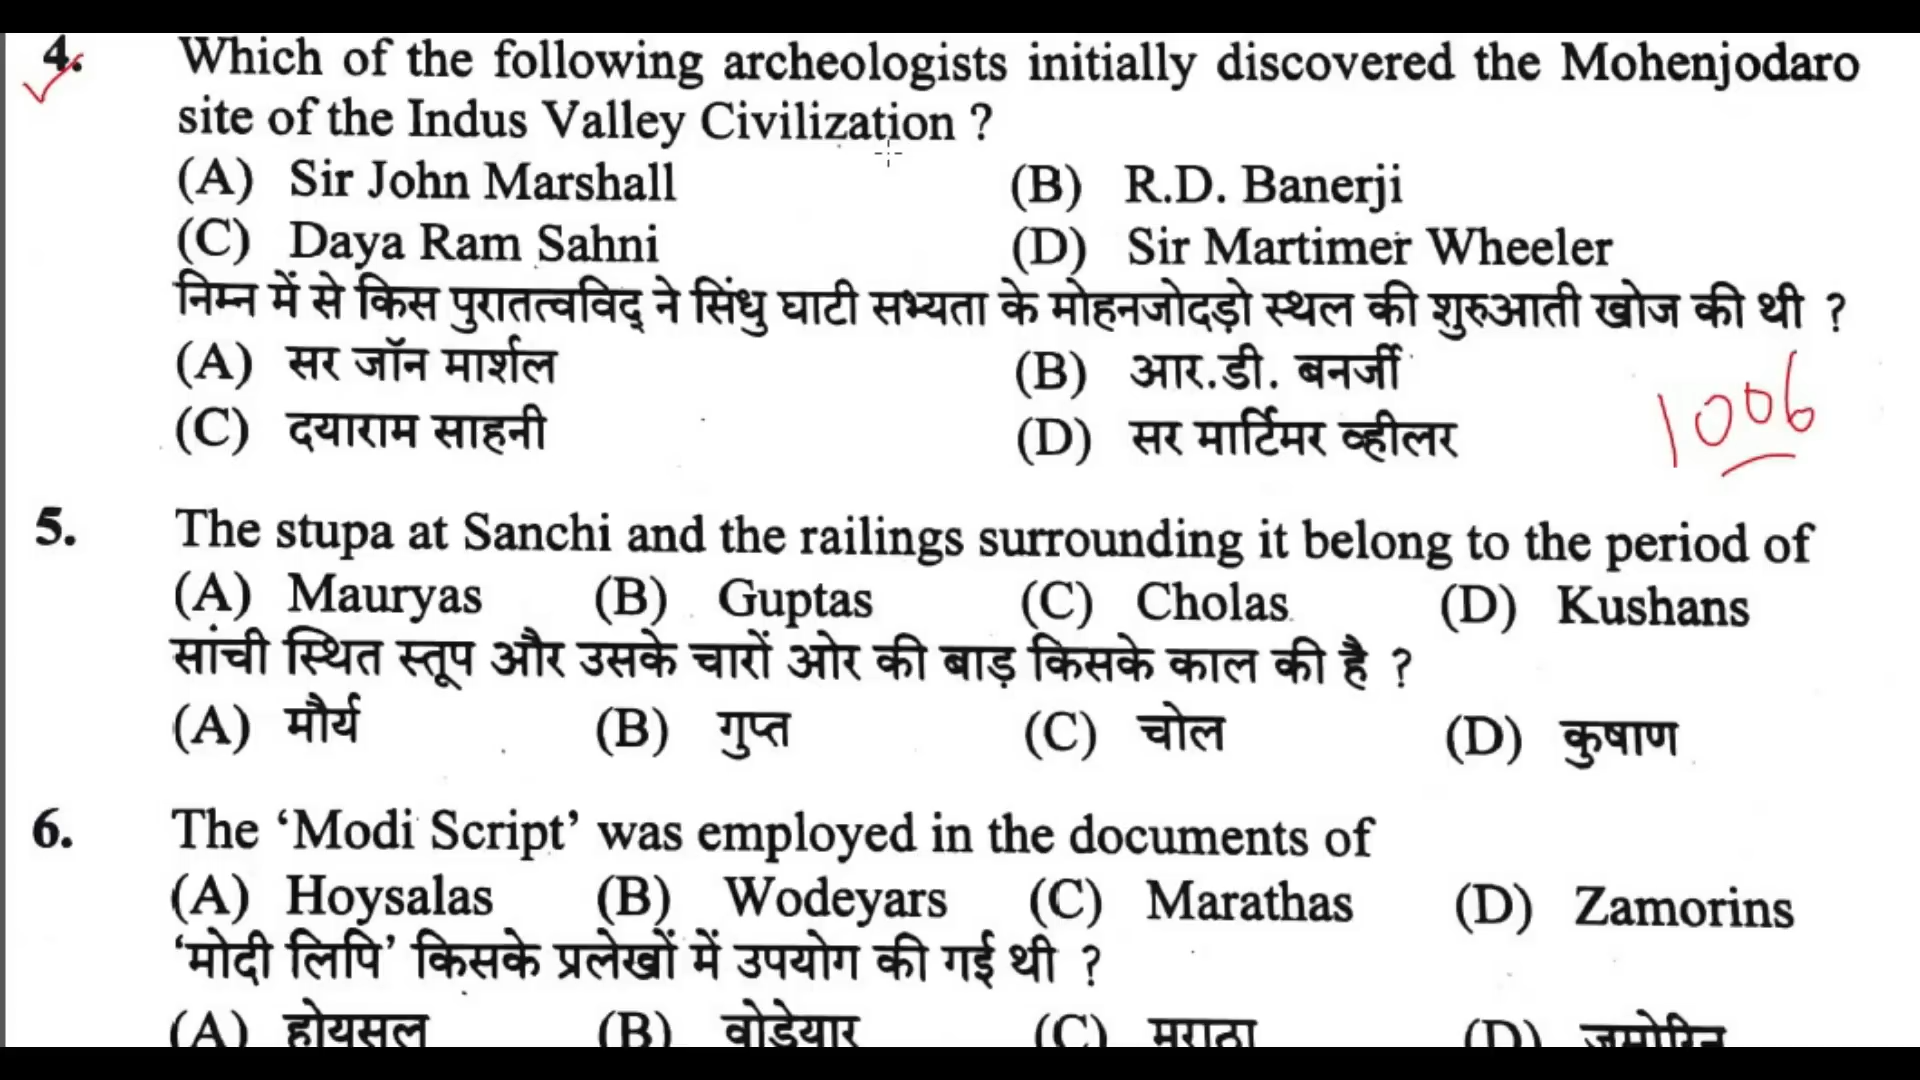 4. Which of the following archeologists initially discovered the Mohenjodaro
site of the Indus Valley Civilization ?
(A) Sir John Marshall (B) R.D. Banerji
(C) Daya Ram Sahni (D) Sir Martimer Wheeler
निम्न में से किस पुरातत्वविद् ने सिंधु घाटी सभ्यता के मोहनजोदड़ो स्थल की शुरुआती खोज की थी ?
(A) सर जॉन मार्शल (B) आर.डी. बनर्जी
(C) दयाराम साहनी (D) सर मार्टिमर व्हीलर
1006
5. The stupa at Sanchi and the railings surrounding it belong to the period of
(A) Mauryas (B) Guptas (C) Cholas (D) Kushans
सांची स्थित स्तूप और उसके चारों ओर की बाड़ किसके काल की है ?
(A) मौर्य (B) गुप्त (C) चोल (D) कुषाण
6. The ‘Modi Script’ was employed in the documents of
(A) Hoysalas (B) Wodeyars (C) Marathas (D) Zamorins
‘मोदी लिपि’ किसके प्रलेखों में उपयोग की गई थी ?
(A) होयसल (B) वोडेयार (C) मराठा (D) जमोरिन